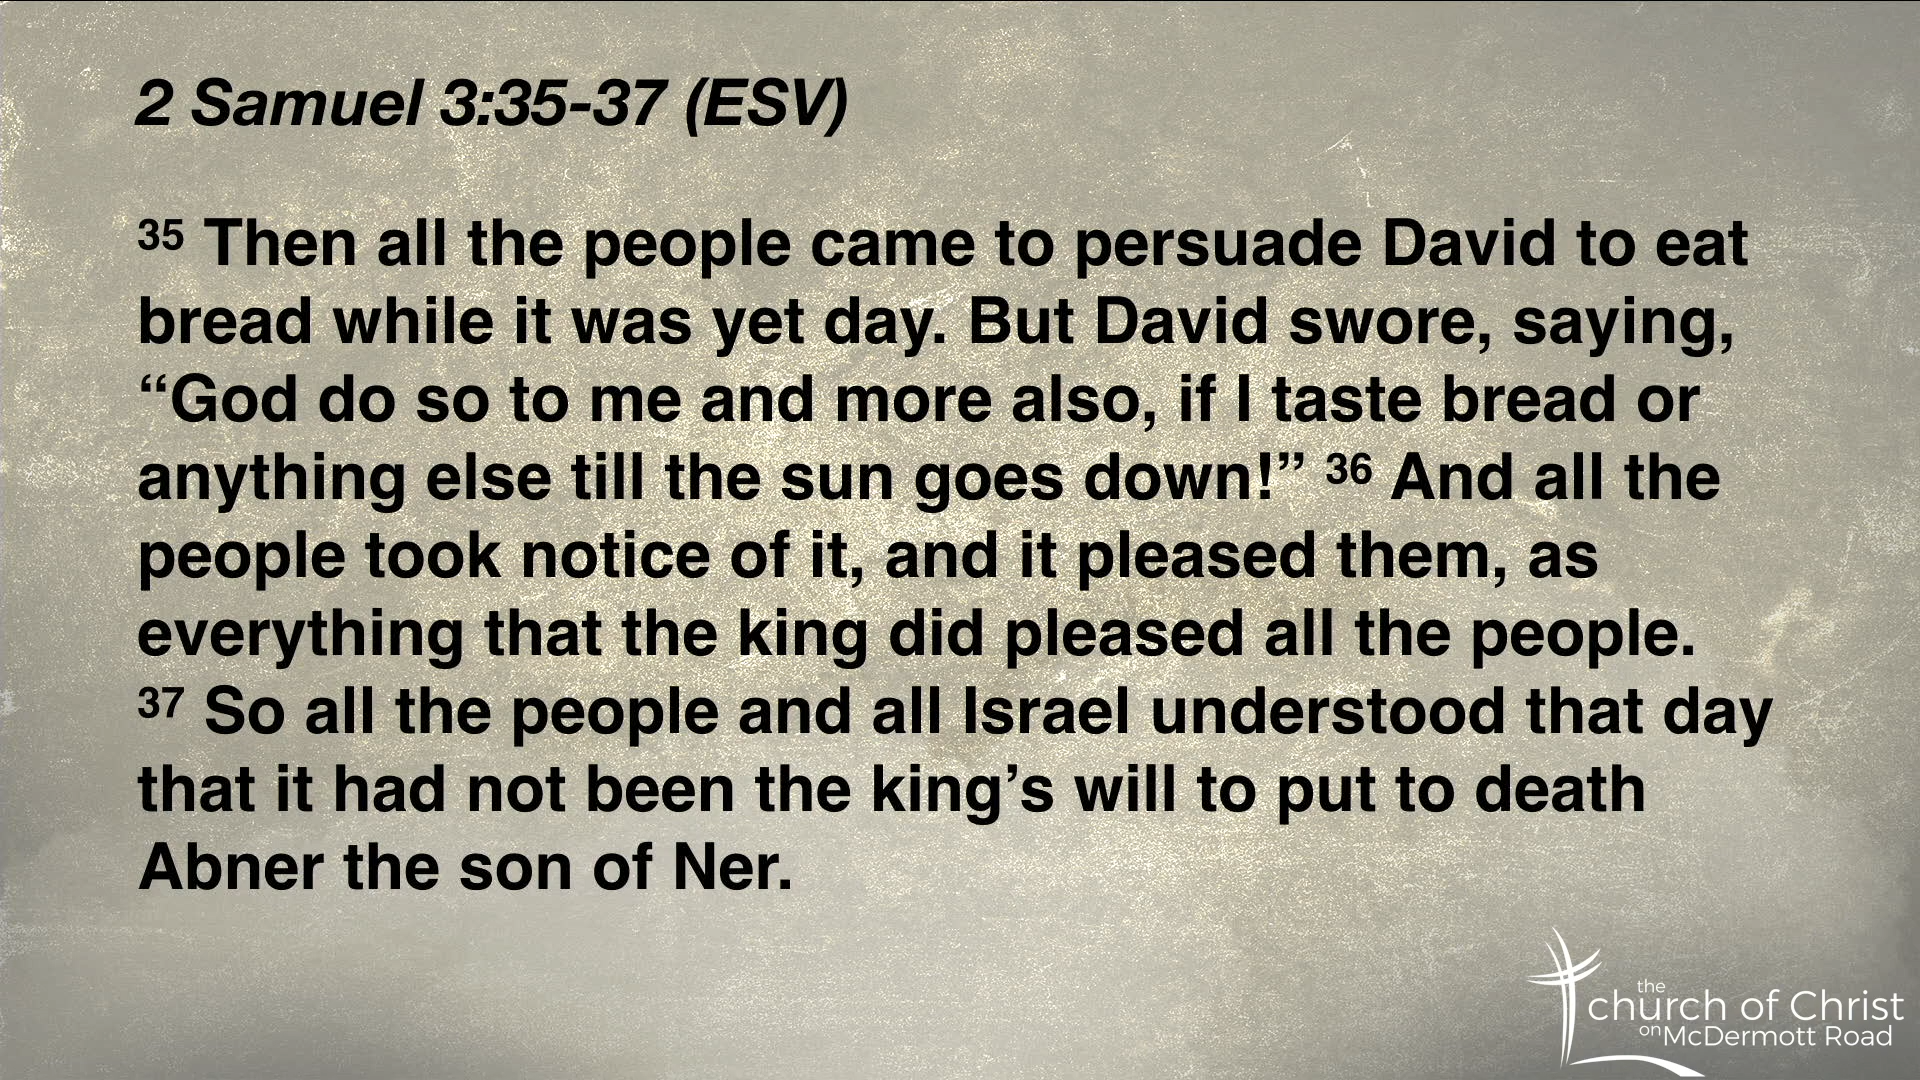 2 Samuel 3:35-37 (ESV)
35 Then all the people came to persuade David to eat
bread while it was yet day. But David swore, saying,
“God do so to me and more also, if I taste bread or
anything else till the sun goes down!” 36 And all the
people took notice of it, and it pleased them, as
everything that the king did pleased all the people.
37 So all the people and all Israel understood that day
that it had not been the king’s will to put to death
Abner the son of Ner.
the
church of Christ
on McDermott Road